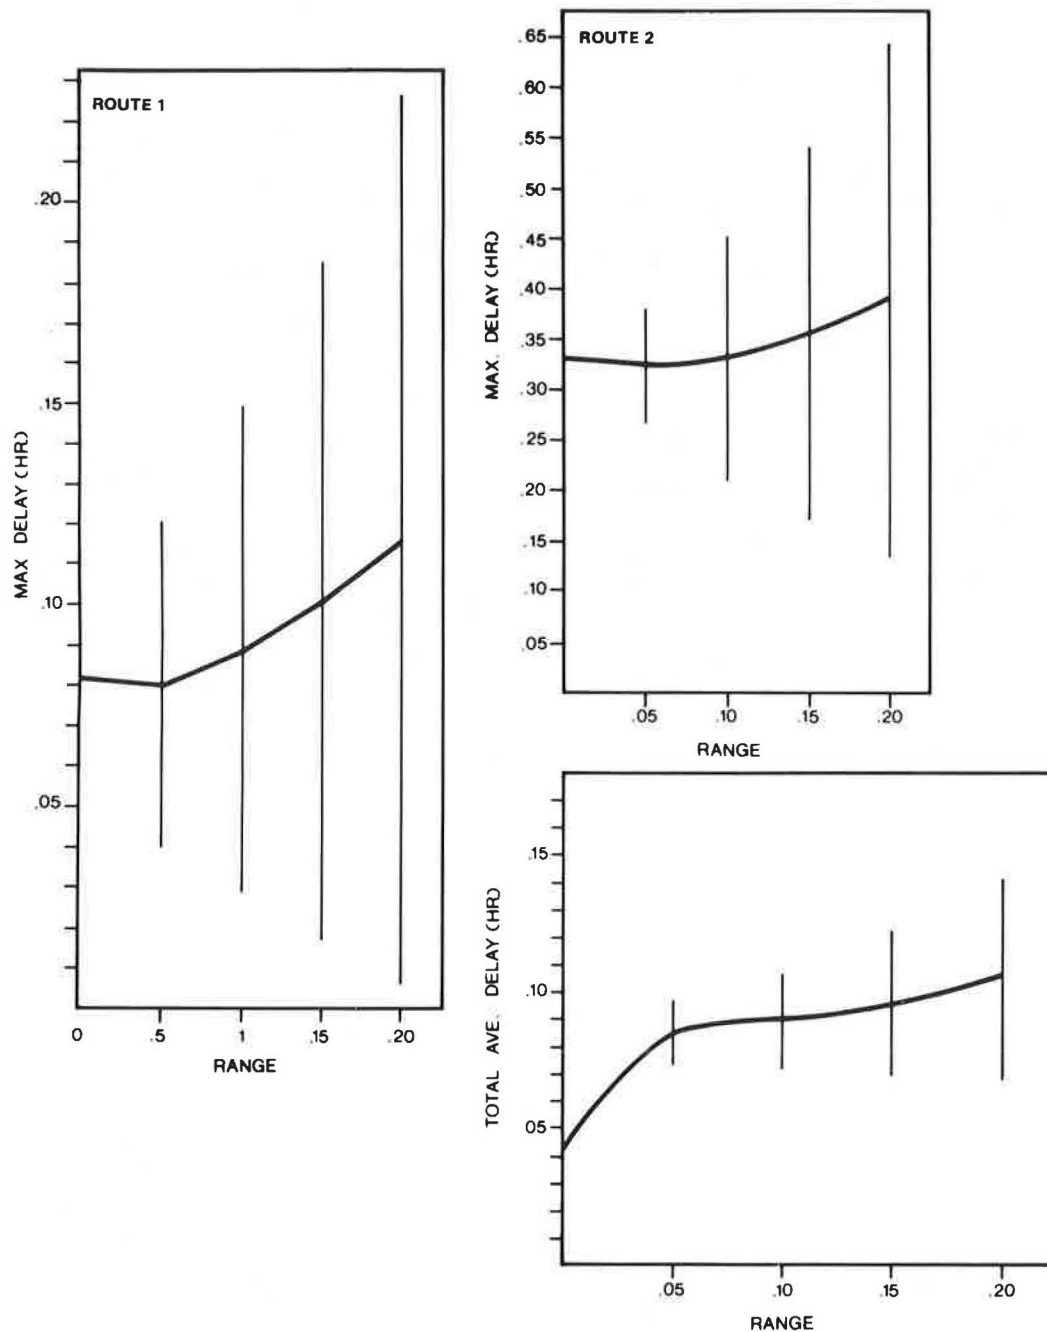 ROUTE 1
.20
.15
.10
.05
MAX DELAY (HR)
0 .5 1 .15 .20
RANGE
ROUTE 2
.65
.60
.55
.50
.45
.40
.35
.30
.25
.20
.15
.10
.05
MAX. DELAY (HR)
.05 .10 .15 .20
RANGE
.15
.10
05
TOTAL AVE. DELAY (HR)
.05 .10 .15 .20
RANGE